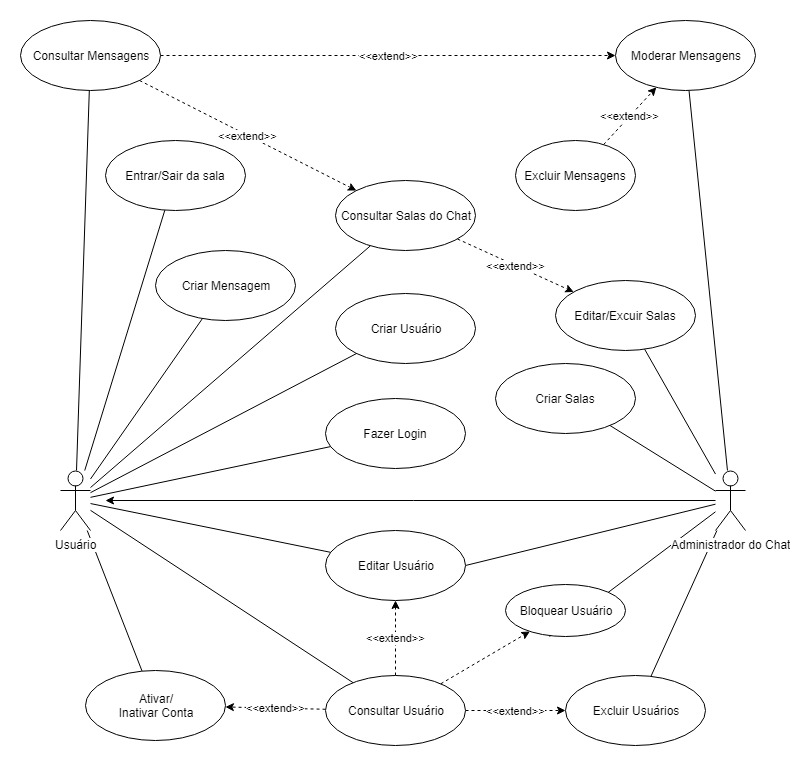 Consultar Mensagens
<<extend>>
Moderar Mensagens
<<extend>>
<<extend>>
Entrar/Sair da sala
Excluir Mensagens
Consultar Salas do Chat
<<extend>>
Criar Mensagem
Editar/Excuir Salas
Criar Usuário
Criar Salas
Fazer Login
Usuário
Administrador do Chat
Editar Usuário
Bloquear Usuário
<<extend>>
Ativar/
Inativar Conta
<<extend>>
Consultar Usuário
<<extend>>
Excluir Usuários